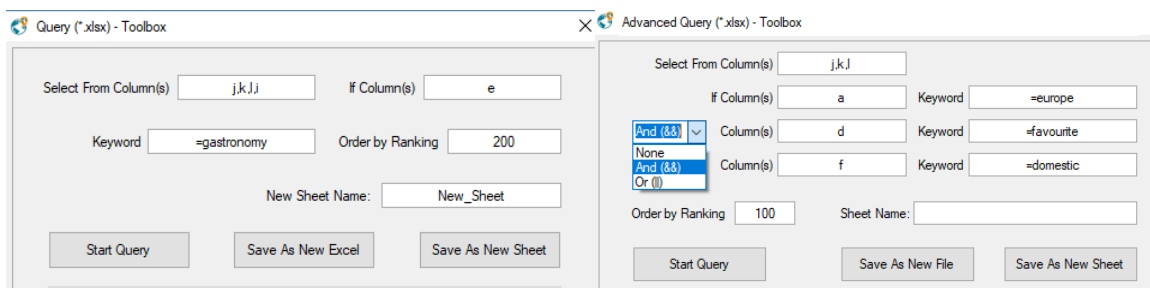 Query (*.xlsx) - Toolbox
Select From Column(s) j,k,l,i If Column(s) e
Keyword =gastronomy Order by Ranking 200
New Sheet Name: New_Sheet
Start Query Save As New Excel Save As New Sheet
Advanced Query (*.xlsx) - Toolbox
Select From Column(s) j,k,l
If Column(s) a Keyword =europe
And (&&) Column(s) d Keyword =favourite
None
And (&&) Column(s) f Keyword =domestic
Or (||)
Order by Ranking 100 Sheet Name:
Start Query Save As New File Save As New Sheet